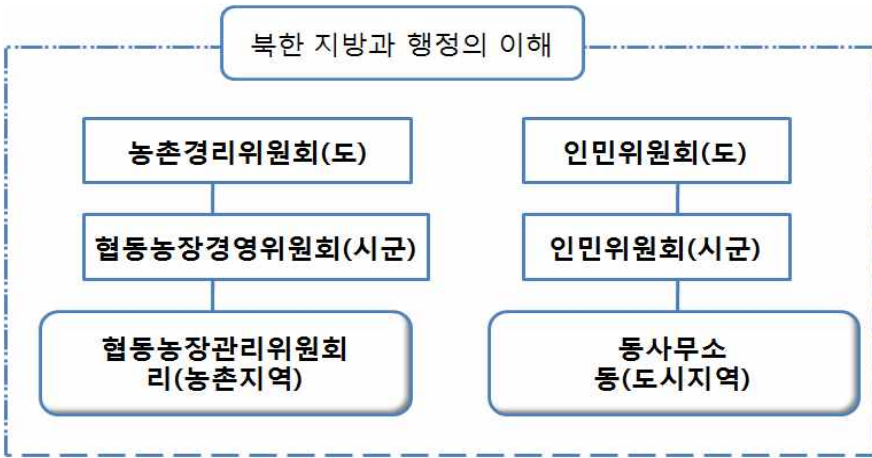 북한 지방과 행정의 이해
농촌경리위원회(도)
인민위원회(도)
협동농장경영위원회(시군)
인민위원회(시군)
협동농장관리위원회
리(농촌지역)
동사무소
동(도시지역)